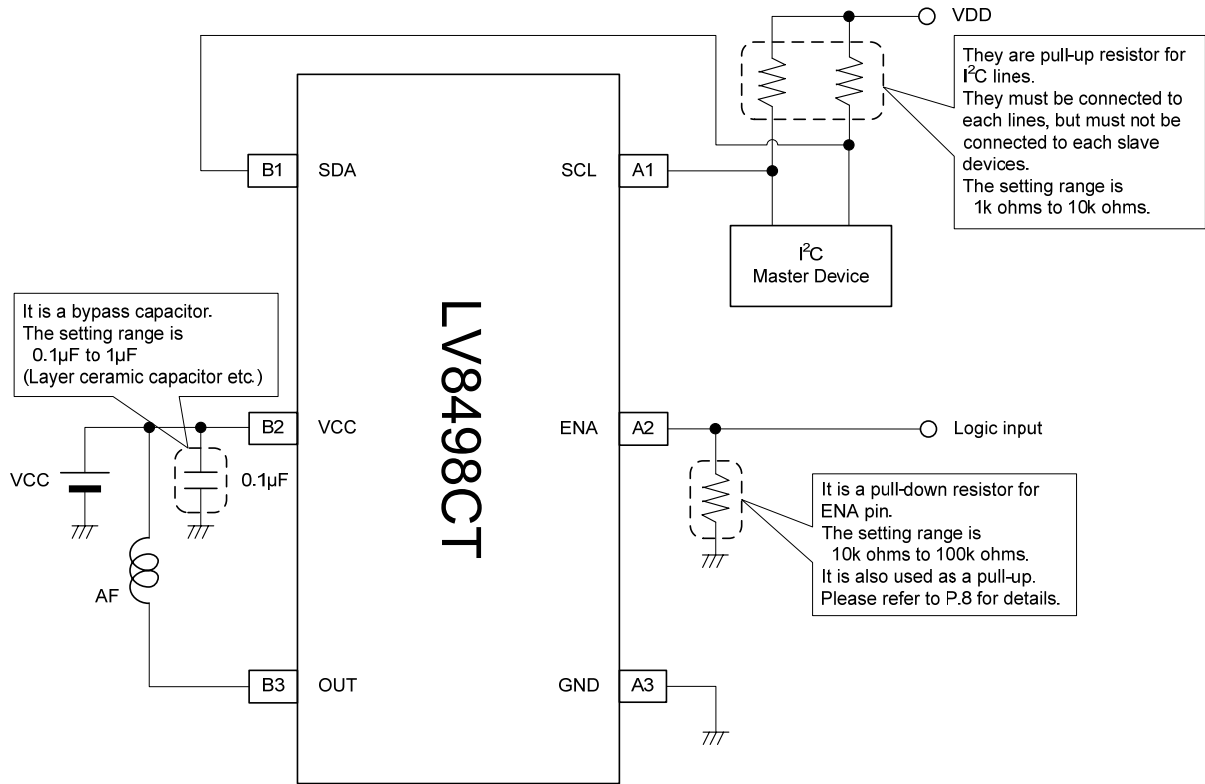 VDD
They are pull-up resistor for
I²C lines.
They must be connected to
each lines, but must not be
connected to each slave
devices.
The setting range is
1k ohms to 10k ohms.
B1 SDA
SCL A1
I²C
Master Device
It is a bypass capacitor.
The setting range is
0.1µF to 1µF
(Layer ceramic capacitor etc.)
LV8498CT
B2 VCC
ENA A2
Logic input
VCC
0.1µF
It is a pull-down resistor for
ENA pin.
The setting range is
10k ohms to 100k ohms.
It is also used as a pull-up.
Please refer to P.8 for details.
AF
B3 OUT
GND A3